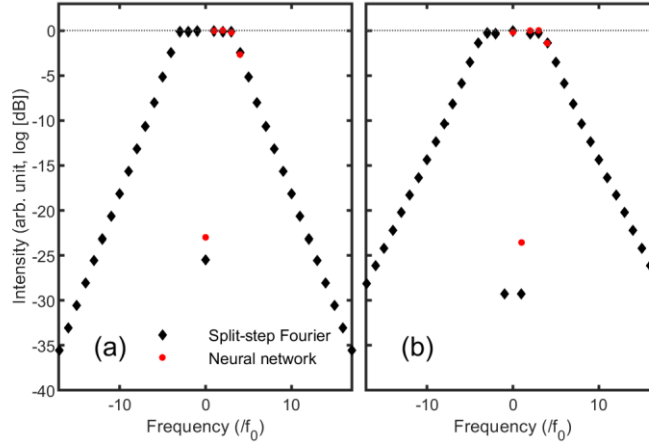 Intensity (arb. unit, log [dB])
0
-5
-10
-15
-20
-25
-30
-35
-40
(a)
Split-step Fourier
Neural network
(b)
-10 0 10
-10 0 10
Frequency (/f0)
Frequency (/f0)